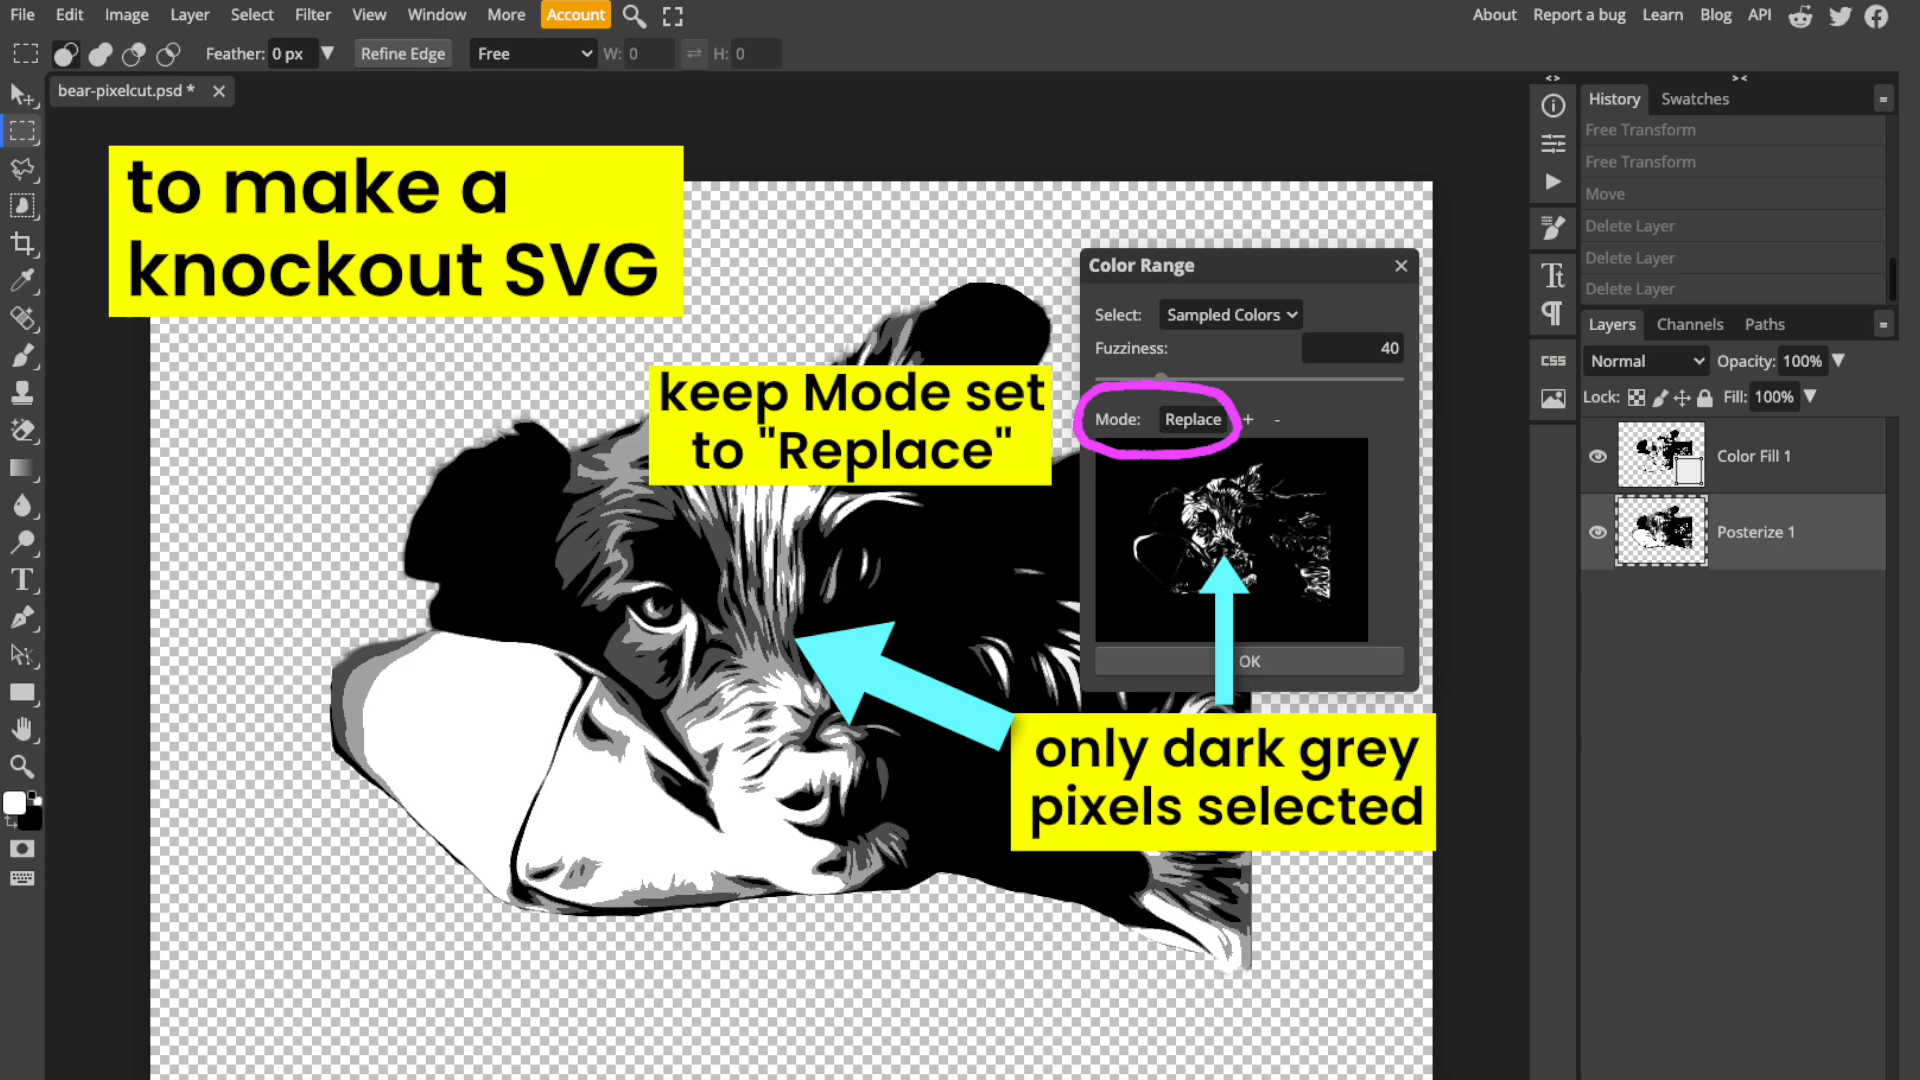 File Edit Image Layer Select Filter View Window More Account About Report a bug Learn Blog API
Feather: 0 px Refine Edge Free W: 0 H: 0
bear-pixelcut.psd *
to make a
knockout SVG
keep Mode set
to "Replace"
only dark grey
pixels selected
Color Range
Select: Sampled Colors
Fuzziness: 40
Mode: Replace + -
OK
History Swatches
Free Transform
Free Transform
Move
Delete Layer
Delete Layer
Delete Layer
Layers Channels Paths
CSS
Normal Opacity: 100%
Lock: Fill: 100%
Color Fill 1
Posterize 1